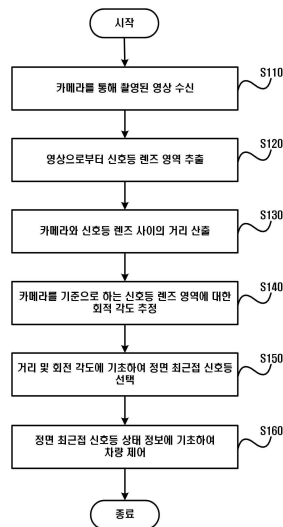 시작
S110
카메라를 통해 촬영된 영상 수신
S120
영상으로부터 신호등 렌즈 영역 추출
S130
카메라와 신호등 렌즈 사이의 거리 산출
S140
카메라를 기준으로 하는 신호등 렌즈 영역에 대한
회적 각도 추정
S150
거리 및 회전 각도에 기초하여 정면 최근접 신호등
선택
S160
정면 최근접 신호등 상태 정보에 기초하여
차량 제어
종료